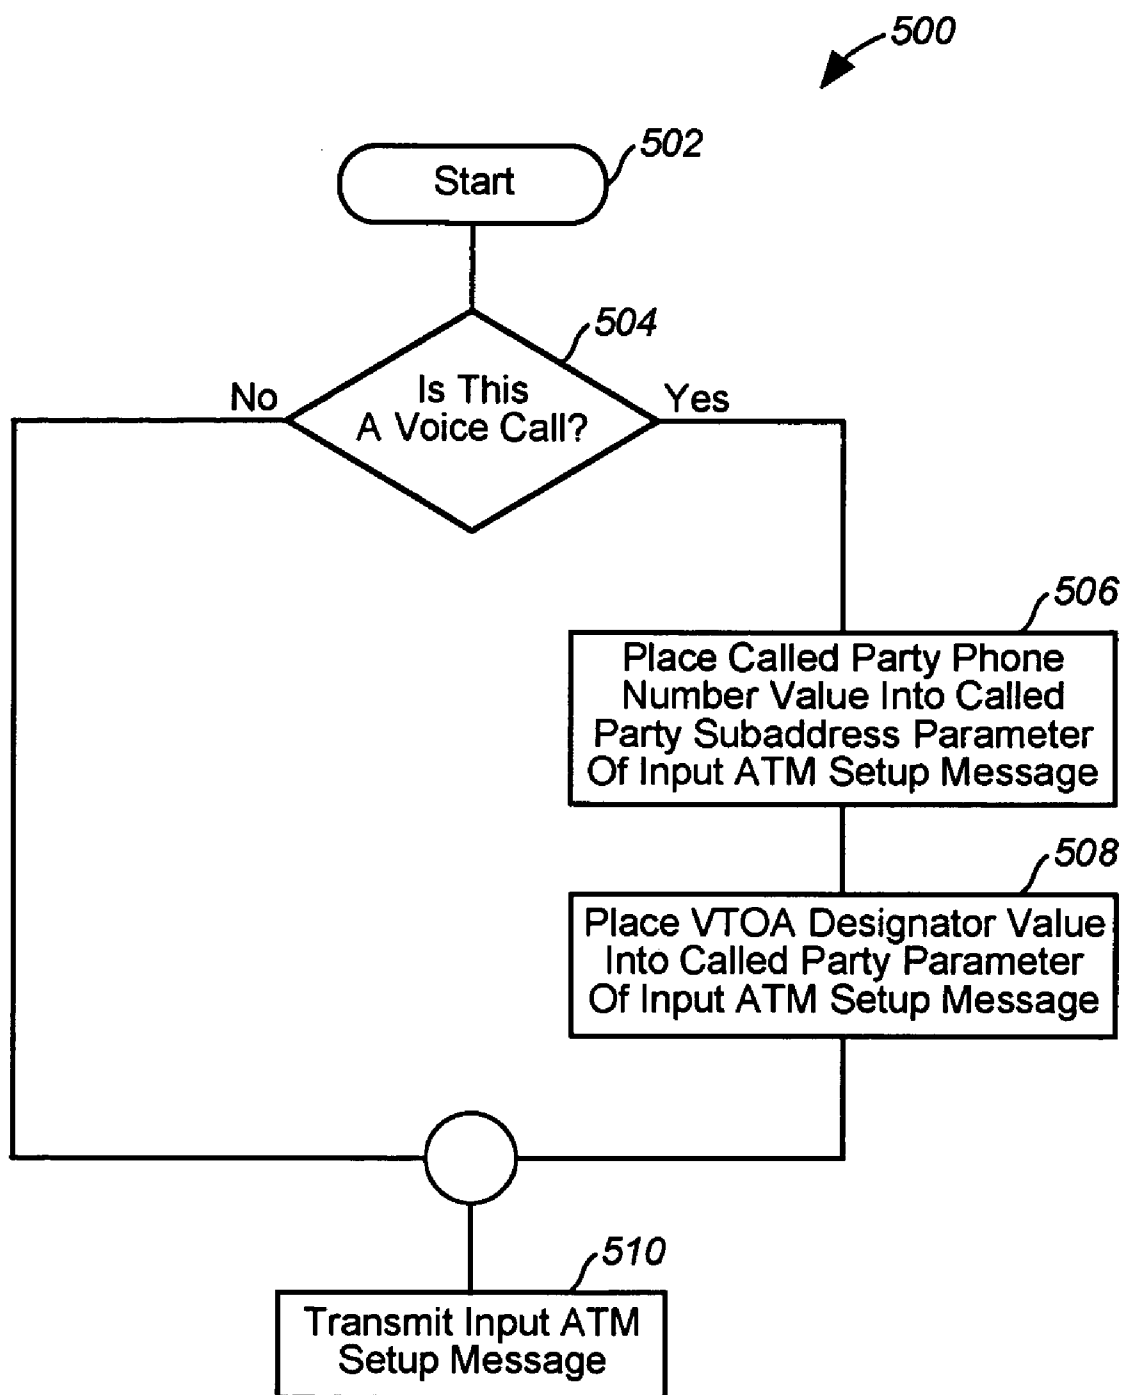 500
502
Start
504
No
Is This
A Voice Call?
Yes
506
Place Called Party Phone
Number Value Into Called
Party Subaddress Parameter
Of Input ATM Setup Message
508
Place VTOA Designator Value
Into Called Party Parameter
Of Input ATM Setup Message
510
Transmit Input ATM
Setup Message